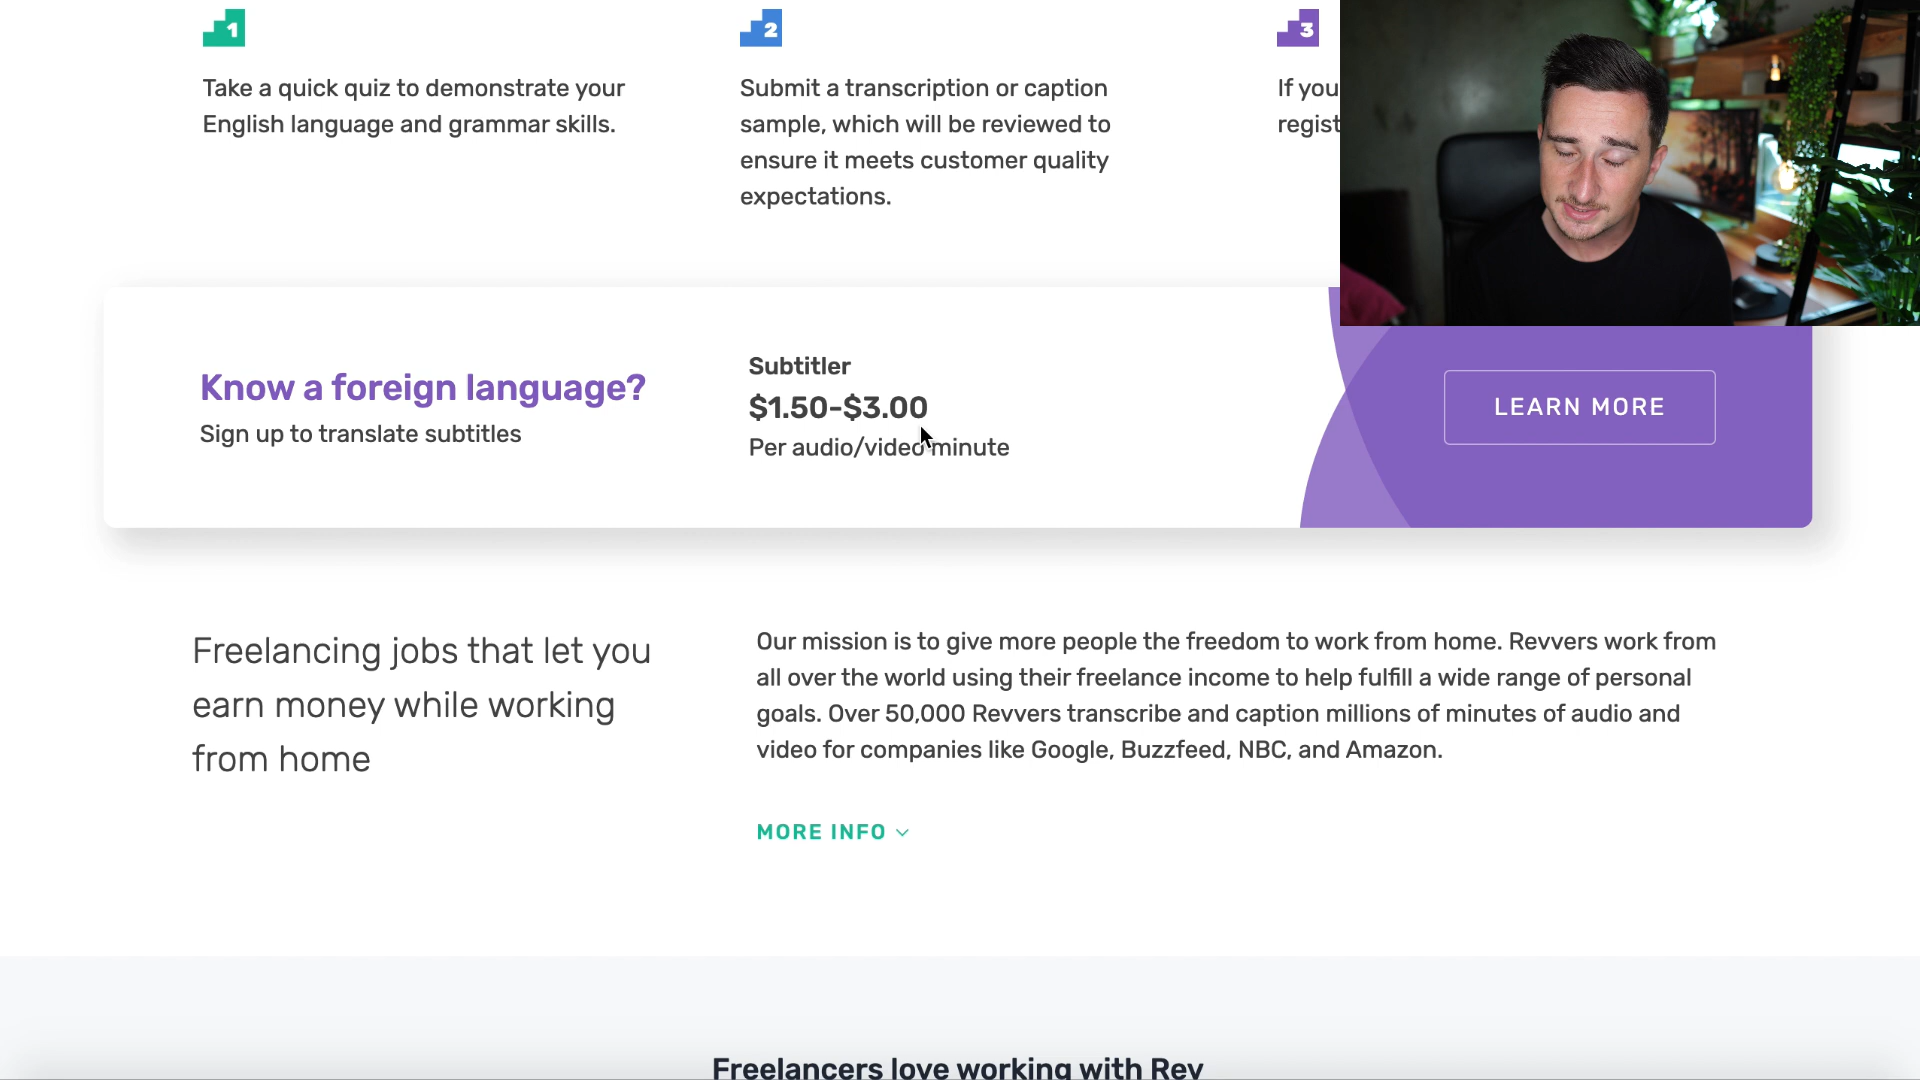 1
Take a quick quiz to demonstrate your
English language and grammar skills.
2
Submit a transcription or caption
sample, which will be reviewed to
ensure it meets customer quality
expectations.
3
If you
regist
Know a foreign language?
Sign up to translate subtitles
Subtitler
$1.50-$3.00
Per audio/video minute
LEARN MORE
Freelancing jobs that let you
earn money while working
from home
Our mission is to give more people the freedom to work from home. Revvers work from
all over the world using their freelance income to help fulfill a wide range of personal
goals. Over 50,000 Revvers transcribe and caption millions of minutes of audio and
video for companies like Google, Buzzfeed, NBC, and Amazon.
MORE INFO
Freelancers love working with Rev